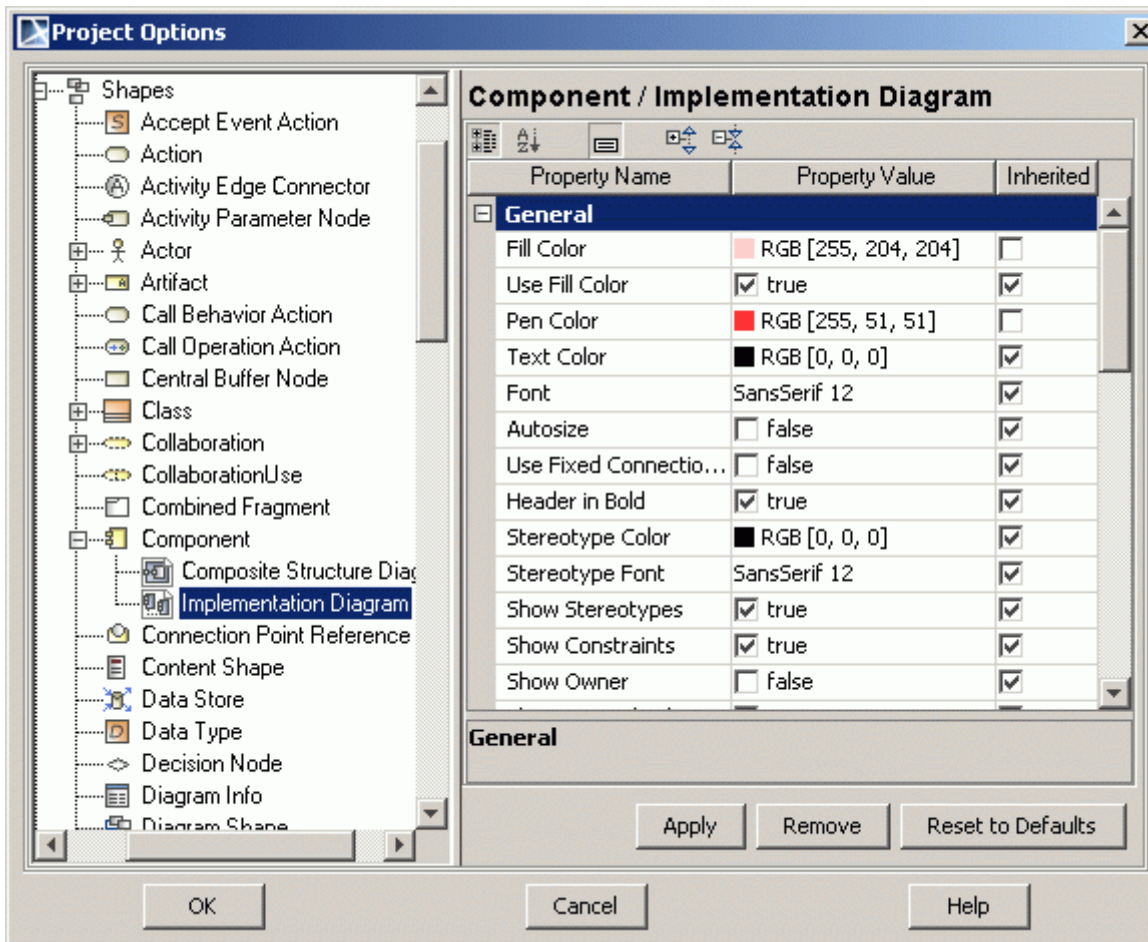 Project Options
Shapes
Accept Event Action
Action
Activity Edge Connector
Activity Parameter Node
Actor
Artifact
Call Behavior Action
Call Operation Action
Central Buffer Node
Class
Collaboration
CollaborationUse
Combined Fragment
Component
Composite Structure Diag
Implementation Diagram
Connection Point Reference
Content Shape
Data Store
Data Type
Decision Node
Diagram Info
Diagram Shape
Component / Implementation Diagram
Property Name Property Value Inherited
General
Fill Color RGB [255, 204, 204]
Use Fill Color true
Pen Color RGB [255, 51, 51]
Text Color RGB [0, 0, 0]
Font SansSerif 12
Autosize false
Use Fixed Connectio... false
Header in Bold true
Stereotype Color RGB [0, 0, 0]
Stereotype Font SansSerif 12
Show Stereotypes true
Show Constraints true
Show Owner false
General
Apply Remove Reset to Defaults
OK Cancel Help